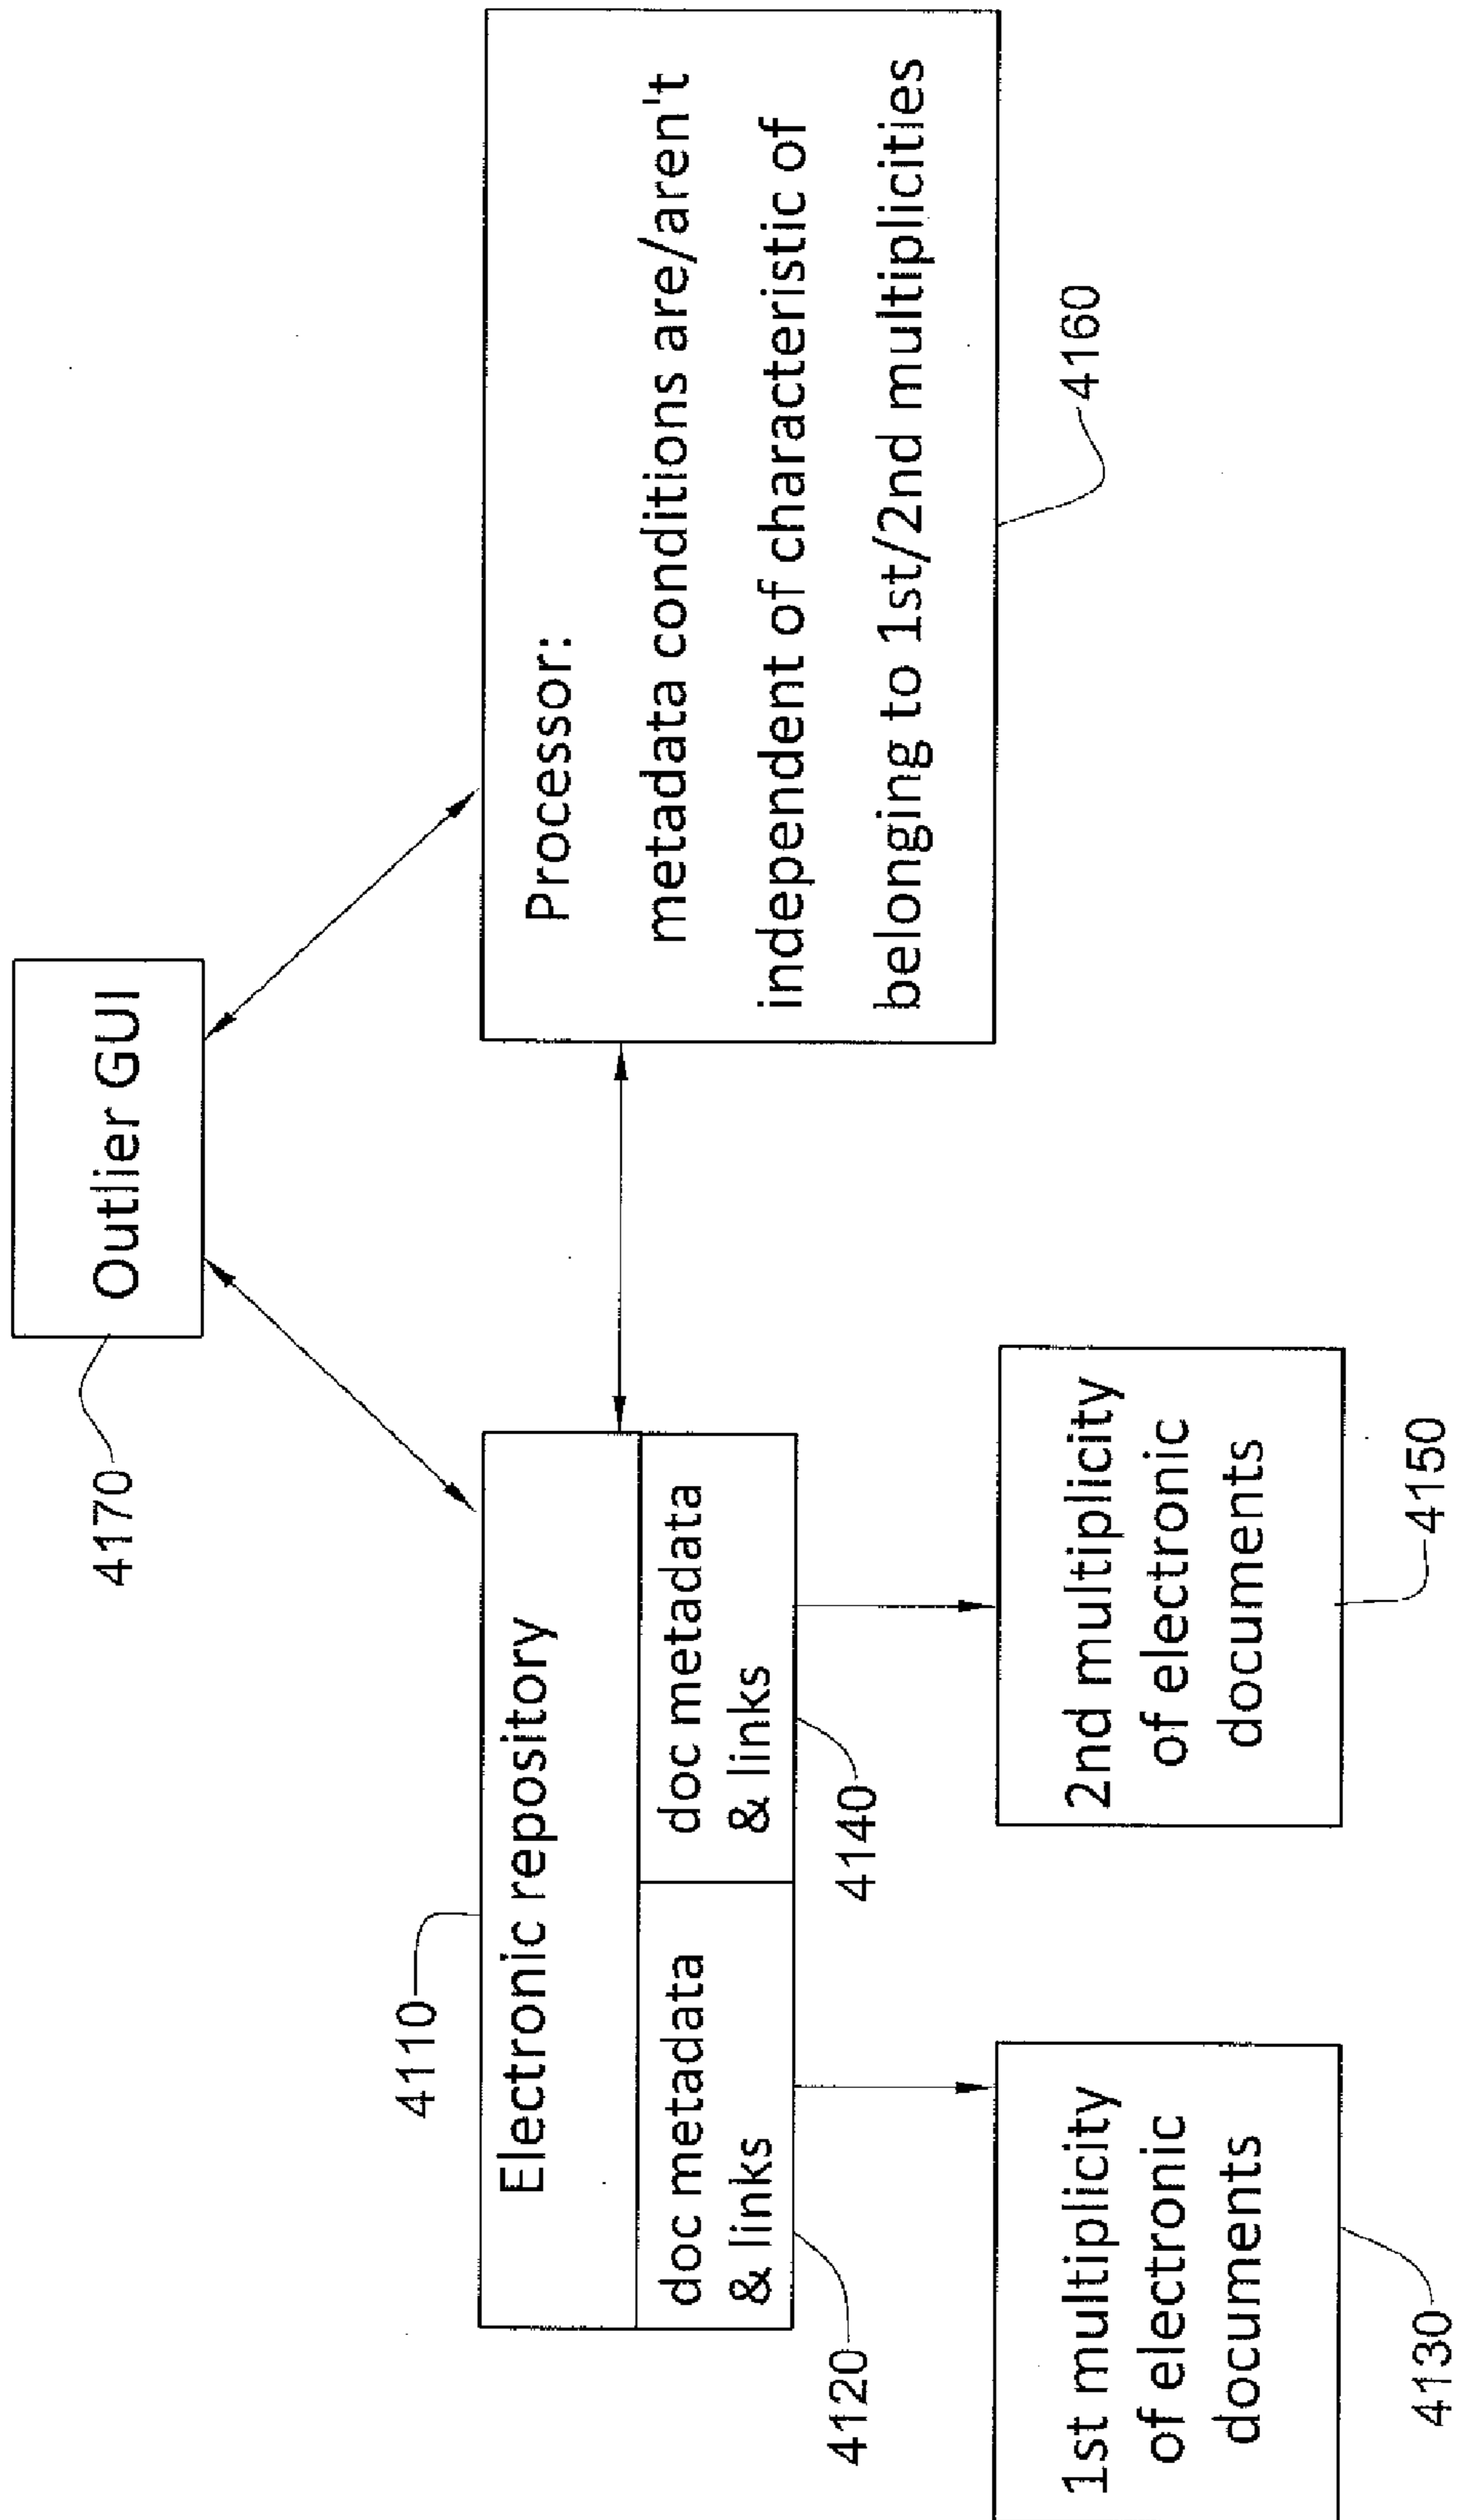 4170
Outlier GUI
4110
Electronic repository
doc metadata
& links
doc metadata
& links
4120
4140
Processor:
metadata conditions are/aren't
independent of characteristic of
belonging to 1st/2nd multiplicities
4160
1st multiplicity
of electronic
documents
4130
2nd multiplicity
of electronic
documents
4150